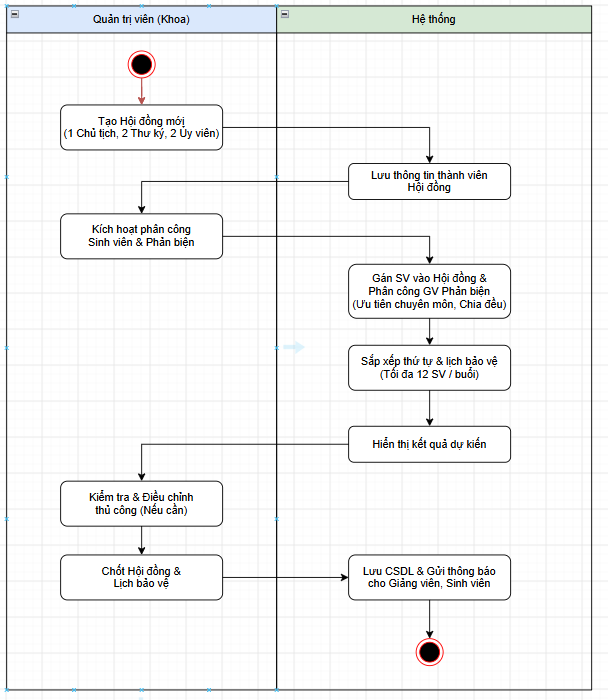 Quản trị viên (Khoa)
Hệ thống
Tạo Hội đồng mới
(1 Chủ tịch, 2 Thư ký, 2 Ủy viên)
Lưu thông tin thành viên
Hội đồng
Kích hoạt phân công
Sinh viên & Phản biện
Gán SV vào Hội đồng &
Phân công GV Phản biện
(Ưu tiên chuyên môn, Chia đều)
Sắp xếp thứ tự & lịch bảo vệ
(Tối đa 12 SV / buổi)
Hiển thị kết quả dự kiến
Kiểm tra & Điều chỉnh
thủ công (Nếu cần)
Chốt Hội đồng &
Lịch bảo vệ
Lưu CSDL & Gửi thông báo
cho Giảng viên, Sinh viên